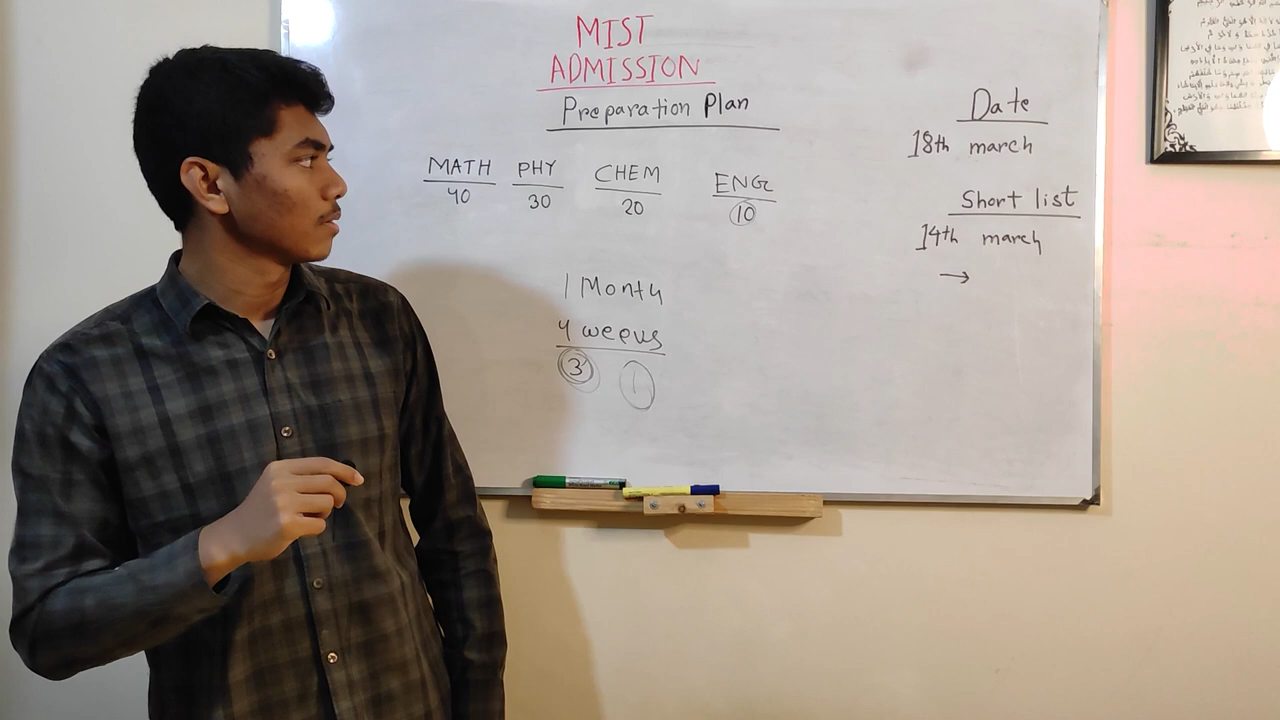 MIST
ADMISSION
Preparation Plan
MATH PHY CHEM ENG
40 30 20 10
1 Month
4 weeks
3 1
Date
18th march
Short list
14th march
→